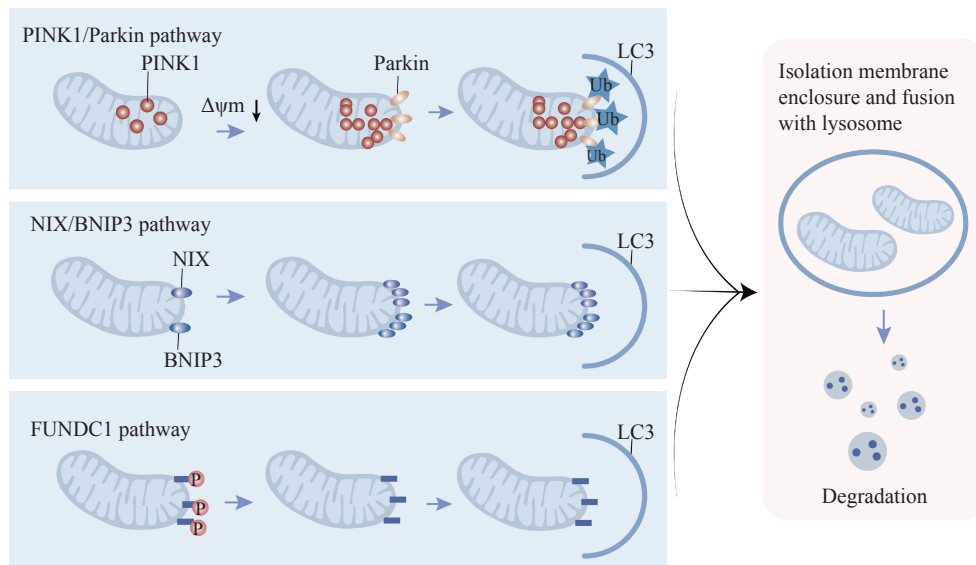 PINK1/Parkin pathway
PINK1
Δψm
Parkin
LC3
Ub
Ub
Ub
NIX/BNIP3 pathway
NIX
BNIP3
LC3
FUNDC1 pathway
P
P
P
LC3
Isolation membrane
enclosure and fusion
with lysosome
Degradation